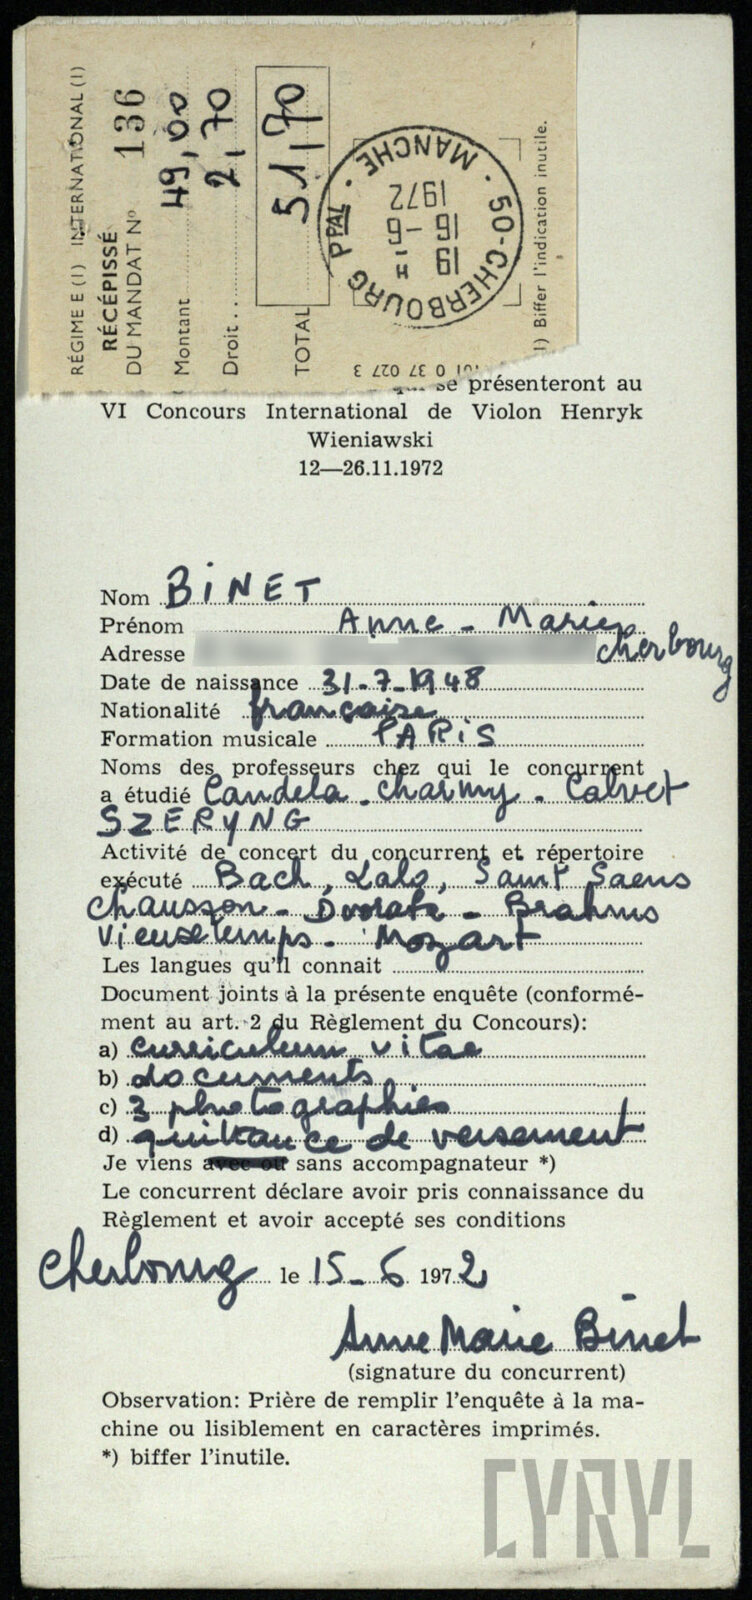 RÉGIME E (1) INTERNATIONAL (1)
RÉCÉPISSÉ
DU MANDAT Nº 136
Montant 49,00
Droit .. 2,70
TOTAL 51,70
50-CHERBOURG PPAL · MANCHE ·
19 H
16-6
1972
1) Biffer l'indication inutile.
0 37 027 3
se présenteront au
VI Concours International de Violon Henryk
Wieniawski
12—26.11.1972
Nom BINET
Prénom Anne - Marie
Adresse Cherbourg
Date de naissance 31-7-1948
Nationalité française
Formation musicale PARIS
Noms des professeurs chez qui le concurrent
a étudié Candela - Charmy - Calvet
SZERYNG
Activité de concert du concurrent et répertoire
exécuté Bach, Lalo, Saint Saens
Chausson - Dvorak - Brahms
Vieuxtemps - Mozart
Les langues qu'il connait
Document joints à la présente enquête (conformé-
ment au art. 2 du Règlement du Concours):
a) curriculum vitae
b) documents
c) 3 photographies
d) quittance de versement
Je viens avec ou sans accompagnateur *)
Le concurrent déclare avoir pris connaissance du
Règlement et avoir accepté ses conditions
Cherbourg le 15-6 1972
Anne Marie Binet
(signature du concurrent)
Observation: Prière de remplir l'enquête à la ma-
chine ou lisiblement en caractères imprimés.
*) biffer l'inutile.
CYRYL